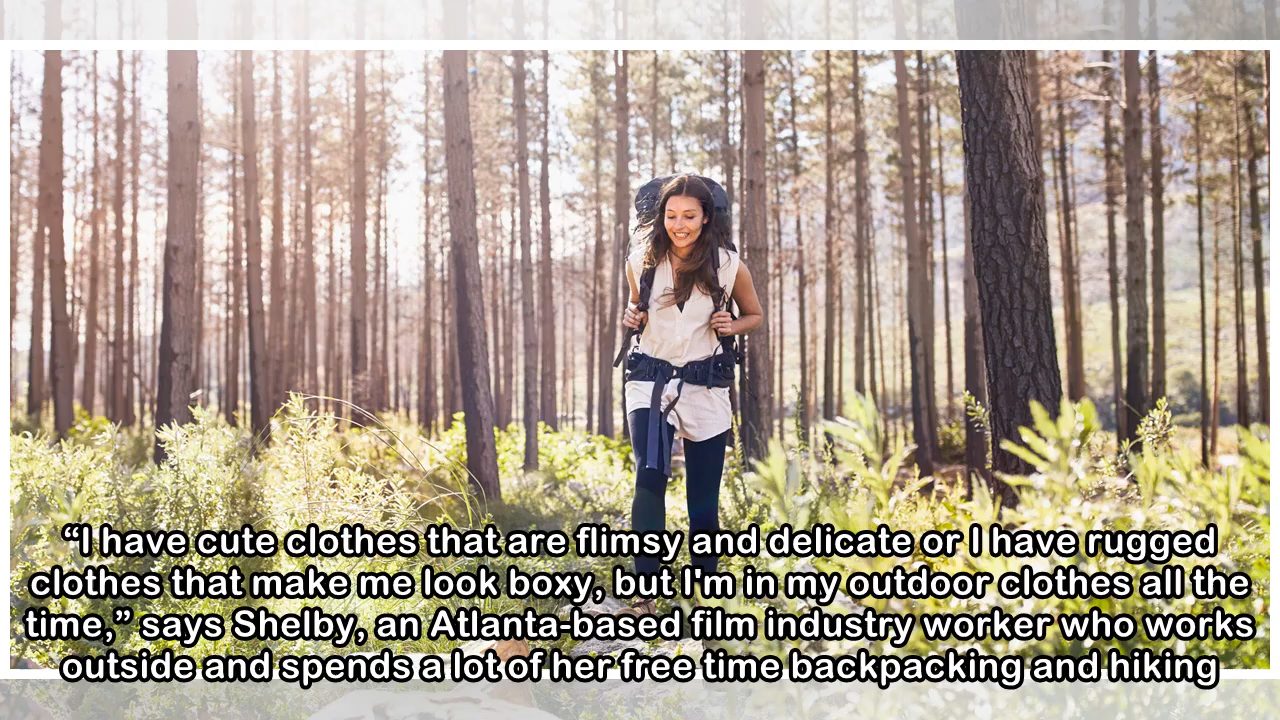 “I have cute clothes that are flimsy and delicate or I have rugged
clothes that make me look boxy, but I'm in my outdoor clothes all the
time,” says Shelby, an Atlanta-based film industry worker who works
outside and spends a lot of her free time backpacking and hiking